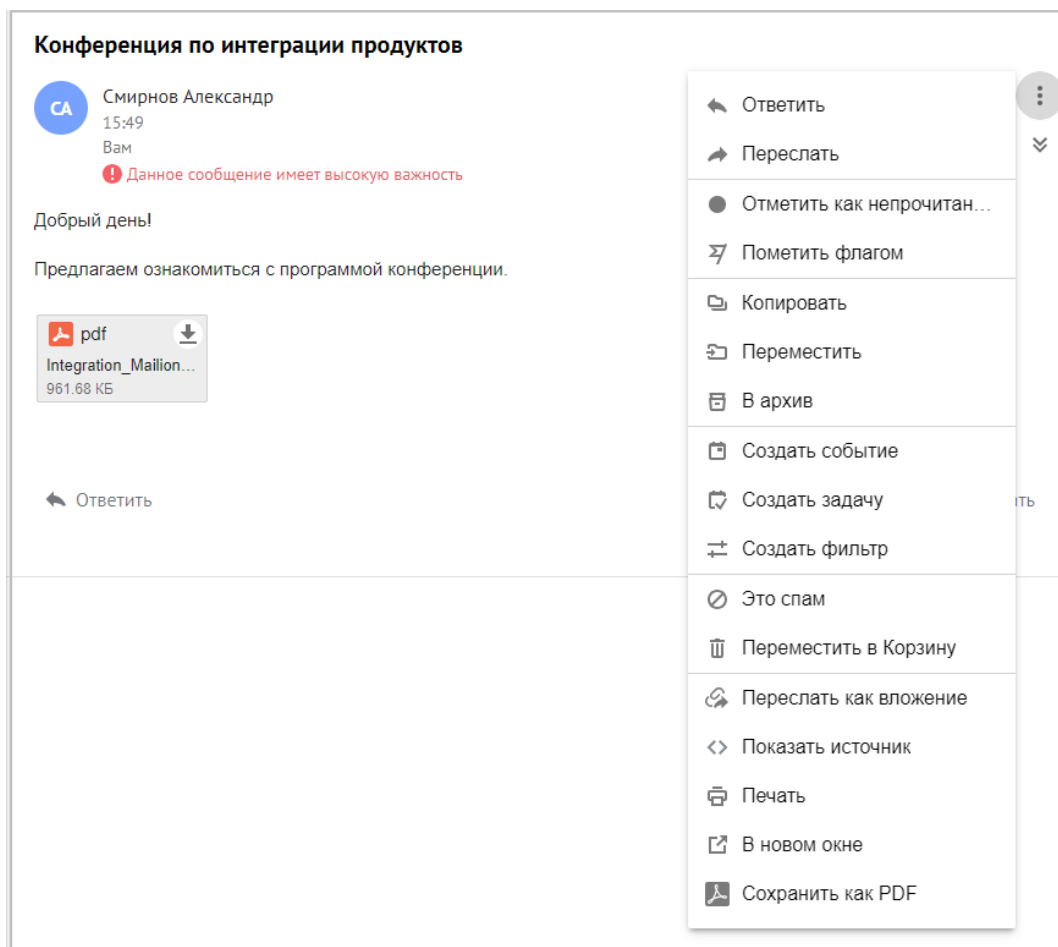 Конференция по интеграции продуктов
СА
Смирнов Александр
15:49
Вам
Данное сообщение имеет высокую важность
Добрый день!
Предлагаем ознакомиться с программой конференции.
pdf
Integration_Mailion...
961.68 КБ
Ответить
ть
Ответить
Переслать
Отметить как непрочитан...
Пометить флагом
Копировать
Переместить
В архив
Создать событие
Создать задачу
Создать фильтр
Это спам
Переместить в Корзину
Переслать как вложение
Показать источник
Печать
В новом окне
Сохранить как PDF